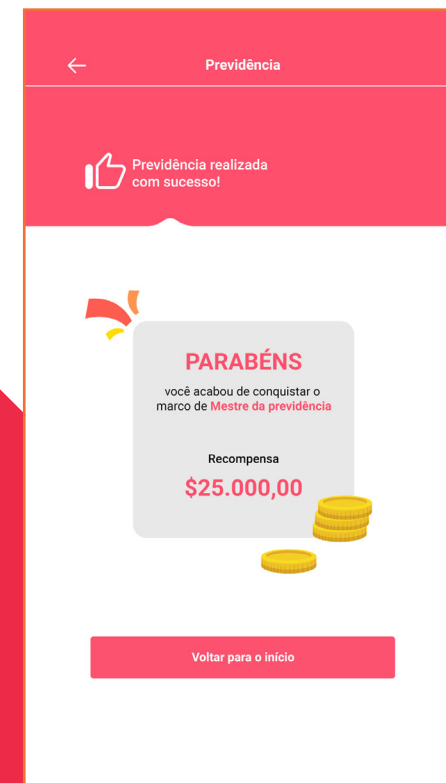 Previdência
Previdência realizada
com sucesso!
PARABÉNS
você acabou de conquistar o
marco de Mestre da previdência
Recompensa
$25.000,00
Voltar para o início